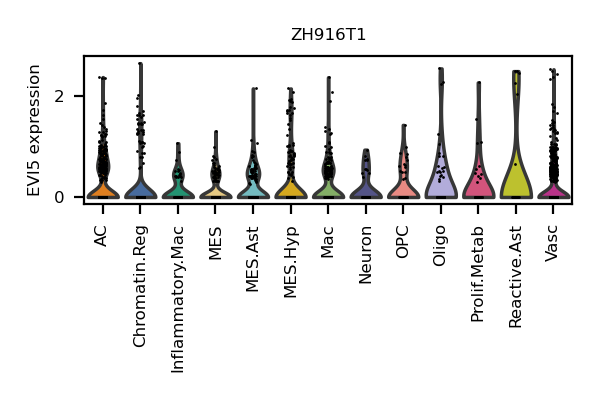 ZH916T1
EVI5 expression
2
0
AC
Chromatin.Reg
Inflammatory.Mac
MES
MES.Ast
MES.Hyp
Mac
Neuron
OPC
Oligo
Prolif.Metab
Reactive.Ast
Vasc